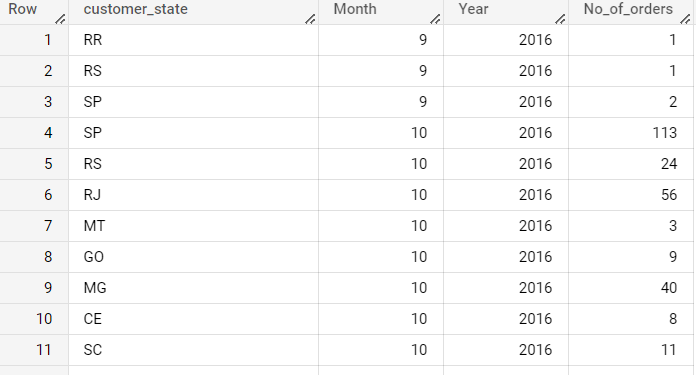 Row customer_state Month Year No_of_orders
1 RR 9 2016 1
2 RS 9 2016 1
3 SP 9 2016 2
4 SP 10 2016 113
5 RS 10 2016 24
6 RJ 10 2016 56
7 MT 10 2016 3
8 GO 10 2016 9
9 MG 10 2016 40
10 CE 10 2016 8
11 SC 10 2016 11